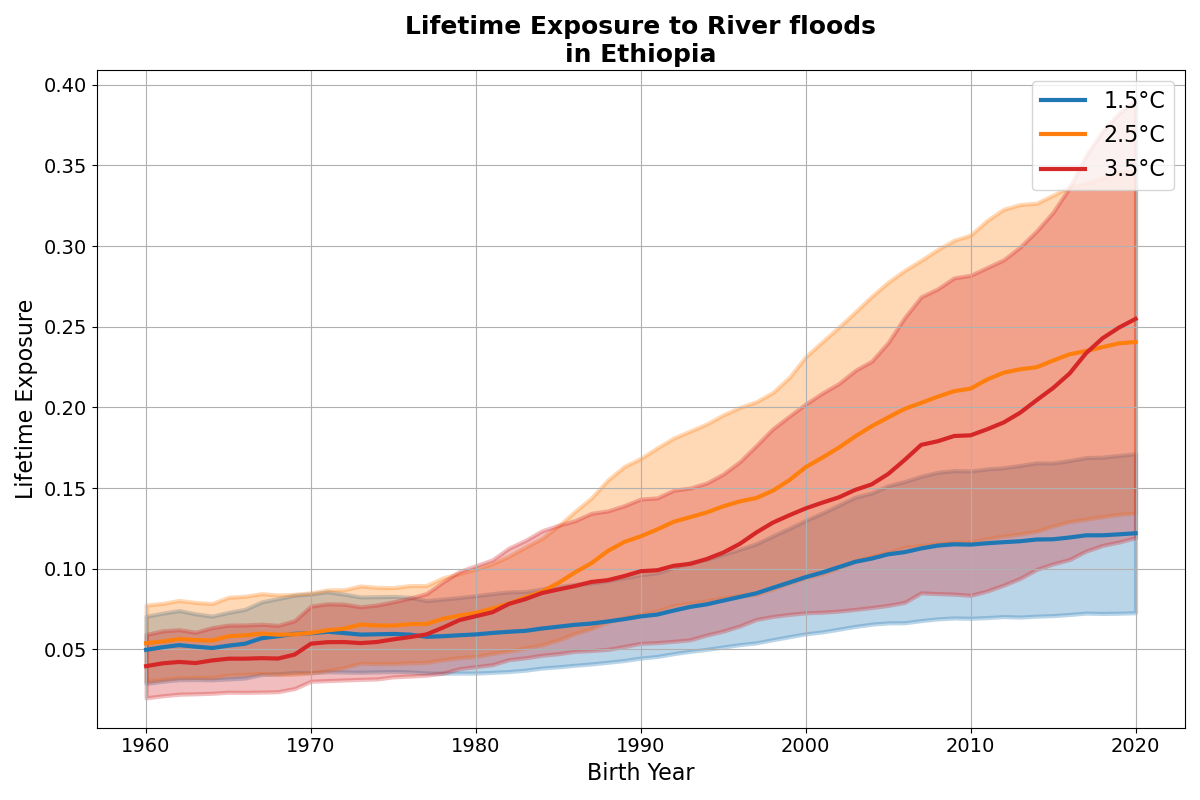 Lifetime Exposure to River floods
in Ethiopia
1.5°C
2.5°C
3.5°C
Lifetime Exposure
0.40
0.35
0.30
0.25
0.20
0.15
0.10
0.05
1960 1970 1980 1990 2000 2010 2020
Birth Year